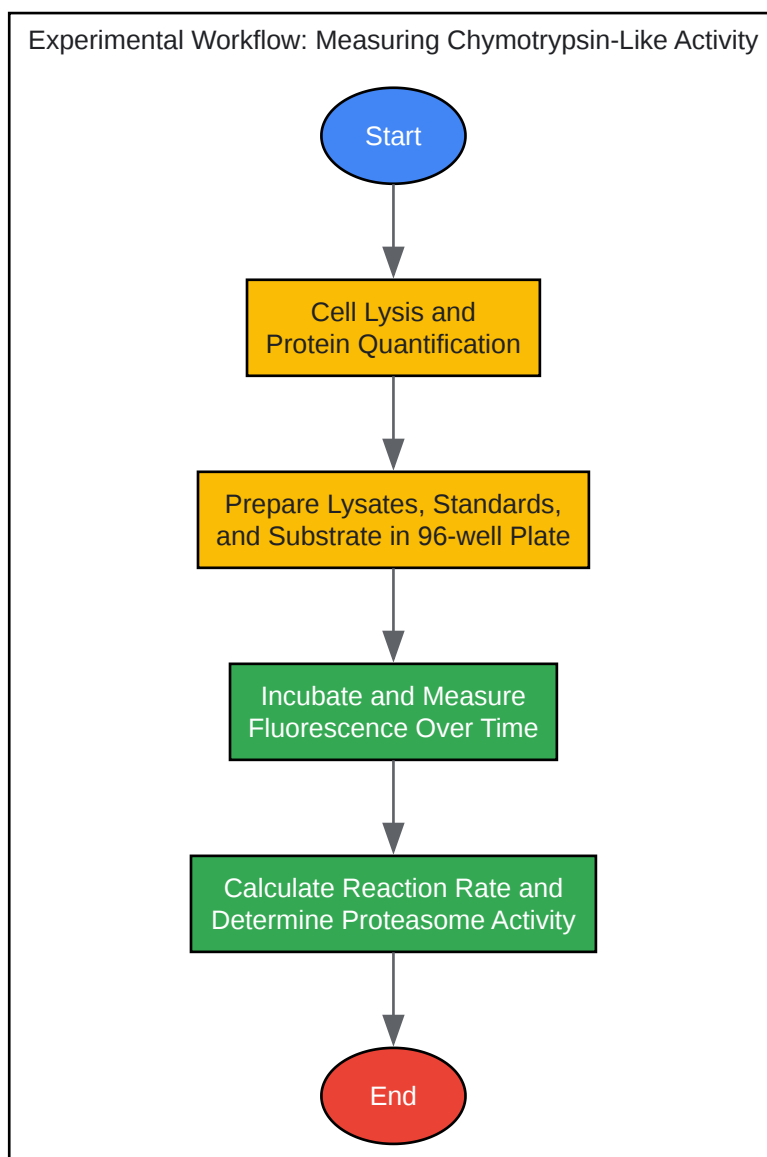 Experimental Workflow: Measuring Chymotrypsin-Like Activity
Start
Cell Lysis and
Protein Quantification
Prepare Lysates, Standards,
and Substrate in 96-well Plate
Incubate and Measure
Fluorescence Over Time
Calculate Reaction Rate and
Determine Proteasome Activity
End